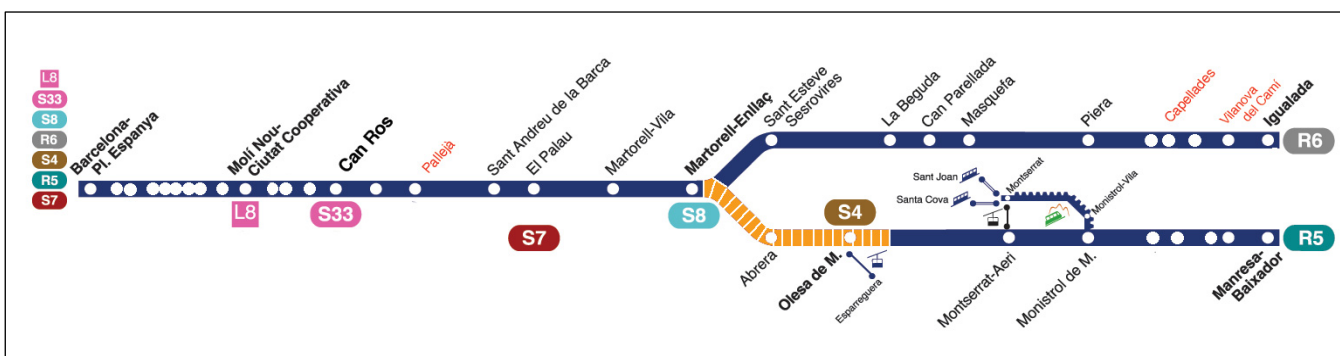 L8
S33
S8
R6
S4
R5
S7
Barcelona-
Pl. Espanya
Molí Nou-
Ciutat Cooperativa
Can Ros
Pallejà
Sant Andreu de la Barca
El Palau
Martorell-Vila
Martorell-Enllaç
Sant Esteve
Sesrovires
La Beguda
Can Parellada
Masquefa
Piera
Capellades
Vilanova
del Camí
Igualada
R6
L8
S33
S7
S8
S4
Abrera
Olesa de M.
Esparreguera
Sant Joan
Santa Cova
Montserrat
Monistrol-Vila
Montserrat-Aeri
Monistrol de M.
Manresa-
Baixador
R5